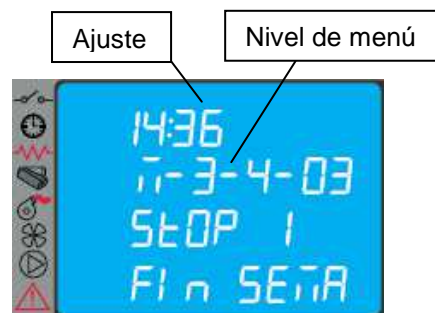 Ajuste
Nivel de menú
14:36
M-3-4-03
StOP 1
FIn SEMA